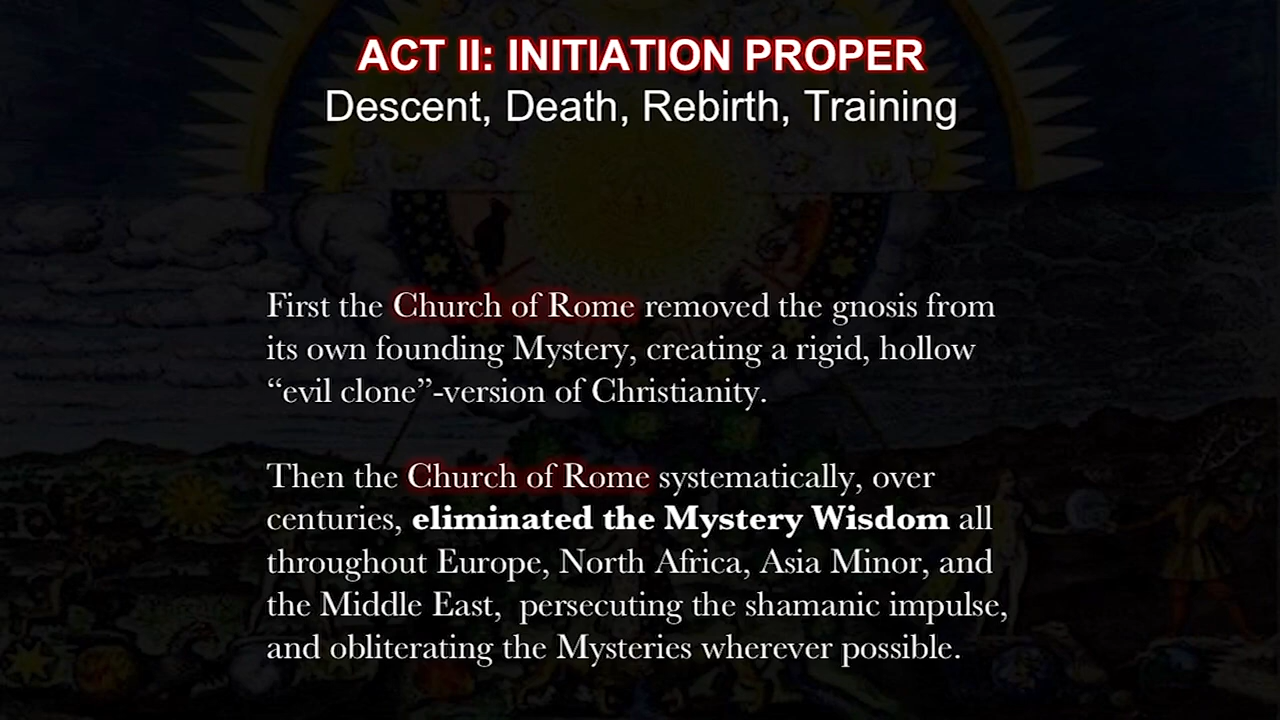 ACT II: INITIATION PROPER
Descent, Death, Rebirth, Training
First the Church of Rome removed the gnosis from
its own founding Mystery, creating a rigid, hollow
“evil clone”-version of Christianity.
Then the Church of Rome systematically, over
centuries, eliminated the Mystery Wisdom all
throughout Europe, North Africa, Asia Minor, and
the Middle East,  persecuting the shamanic impulse,
and obliterating the Mysteries wherever possible.